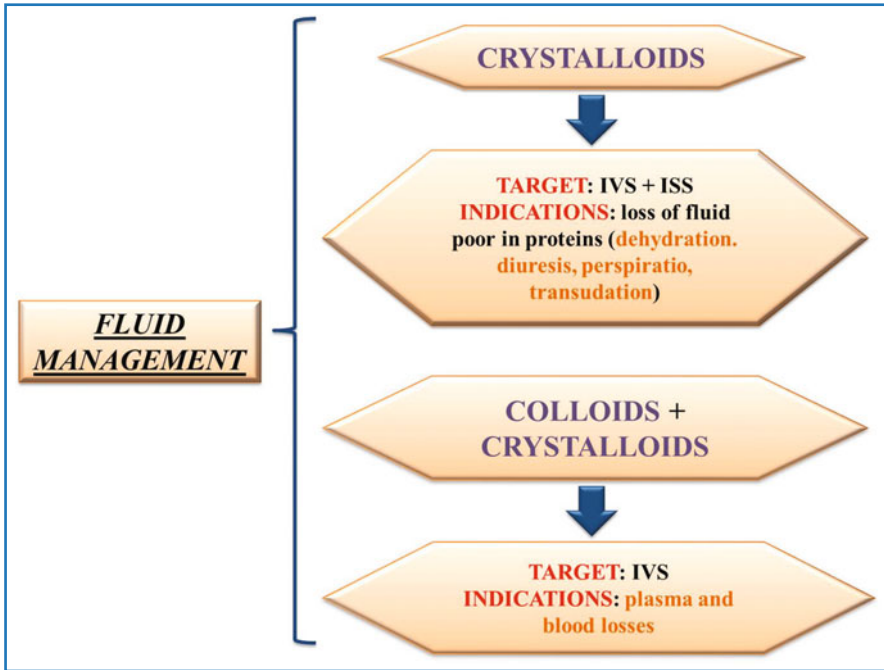 CRYSTALLOIDS
TARGET: IVS + ISS
INDICATIONS: loss of fluid
poor in proteins (dehydration.
diuresis, perspiratio,
transudation)
FLUID
MANAGEMENT
COLLOIDS +
CRYSTALLOIDS
TARGET: IVS
INDICATIONS: plasma and
blood losses